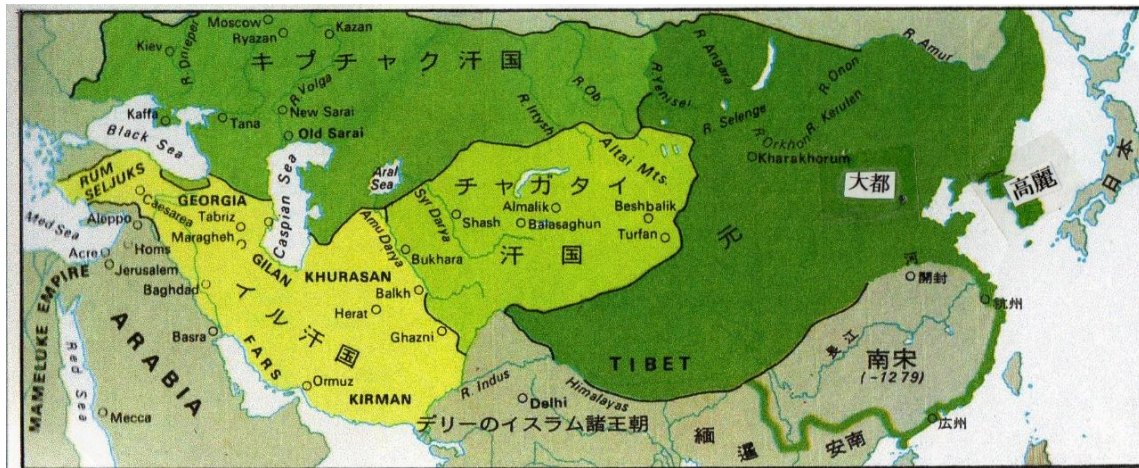 Moscow
Ryazan
Kazan
Kiev
R. Dnieper
キプチャク汗国
R. Volga
New Sarai
Old Sarai
Kaffa
Tana
Black Sea
R. Irtysh
R. Ob
R. Yenisei
R. Angara
R. Selenge
R. Orkhon
R. Kerulen
R. Onon
R. Amur
Kharakhorum
Altai Mts.
大都
高麗
日本
元
RUM
SELJUKS
GEORGIA
Caesarea
Tabriz
Maragheh
Caspian Sea
Aral
Sea
Syr Darya
Amu Darya
チャガタイ
汗国
Almalik
Shash
Balasaghun
Beshbalik
Turfan
Bukhara
Med Sea
Aleppo
Homs
Acre
Jerusalem
Baghdad
Basra
GILAN
KHURASAN
Balkh
Herat
Ghazni
イル汗国
FARS
Ormuz
KIRMAN
MAMELUKE EMPIRE
ARABIA
Red Sea
Mecca
R. Indus
Himalayas
Delhi
デリーのイスラム諸王朝
TIBET
河
開封
杭州
長江
南宋
(-1279)
広州
緬
暹
安南